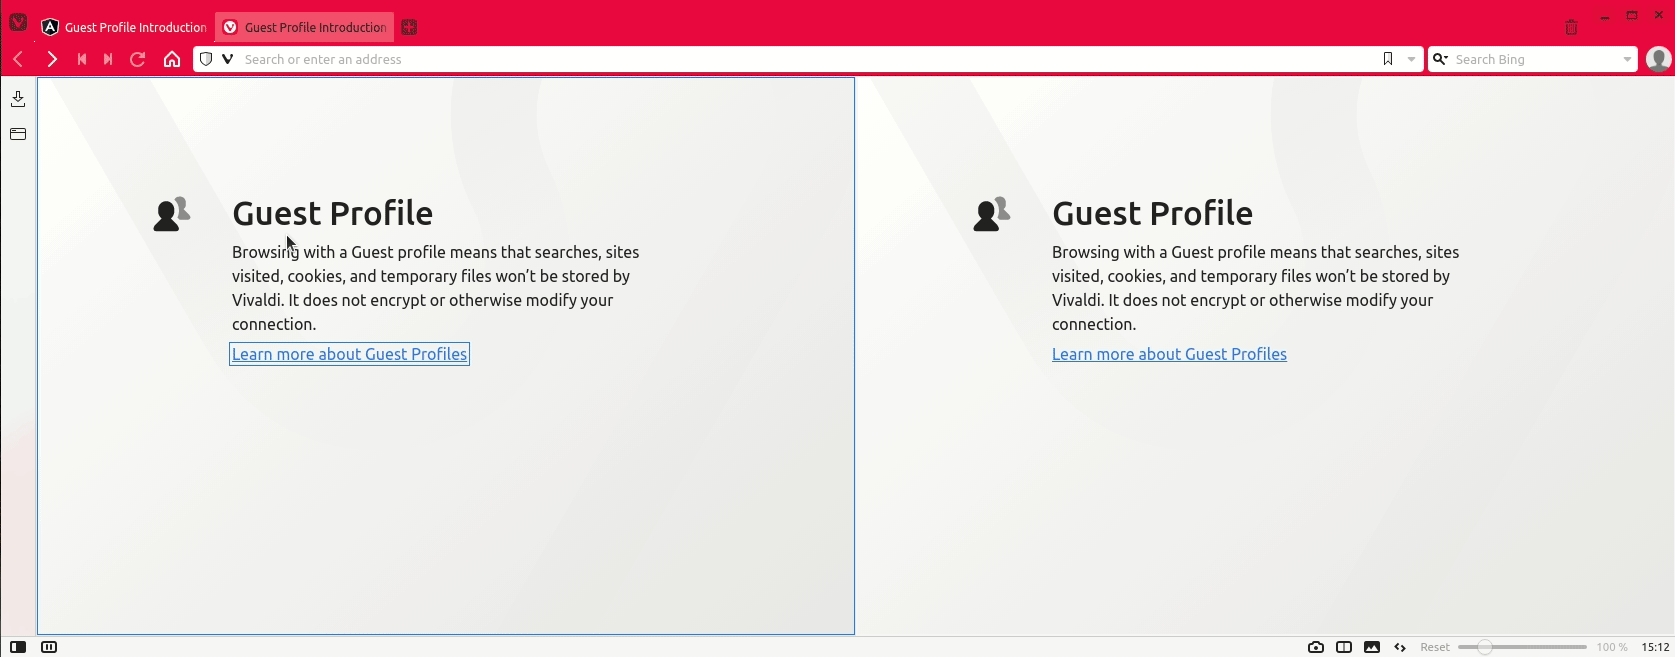 Guest Profile Introduction
Guest Profile Introduction
Search or enter an address
Search Bing
Guest Profile
Browsing with a Guest profile means that searches, sites
visited, cookies, and temporary files won’t be stored by
Vivaldi. It does not encrypt or otherwise modify your
connection.
Learn more about Guest Profiles
Guest Profile
Browsing with a Guest profile means that searches, sites
visited, cookies, and temporary files won’t be stored by
Vivaldi. It does not encrypt or otherwise modify your
connection.
Learn more about Guest Profiles
Reset
100 %
15:12